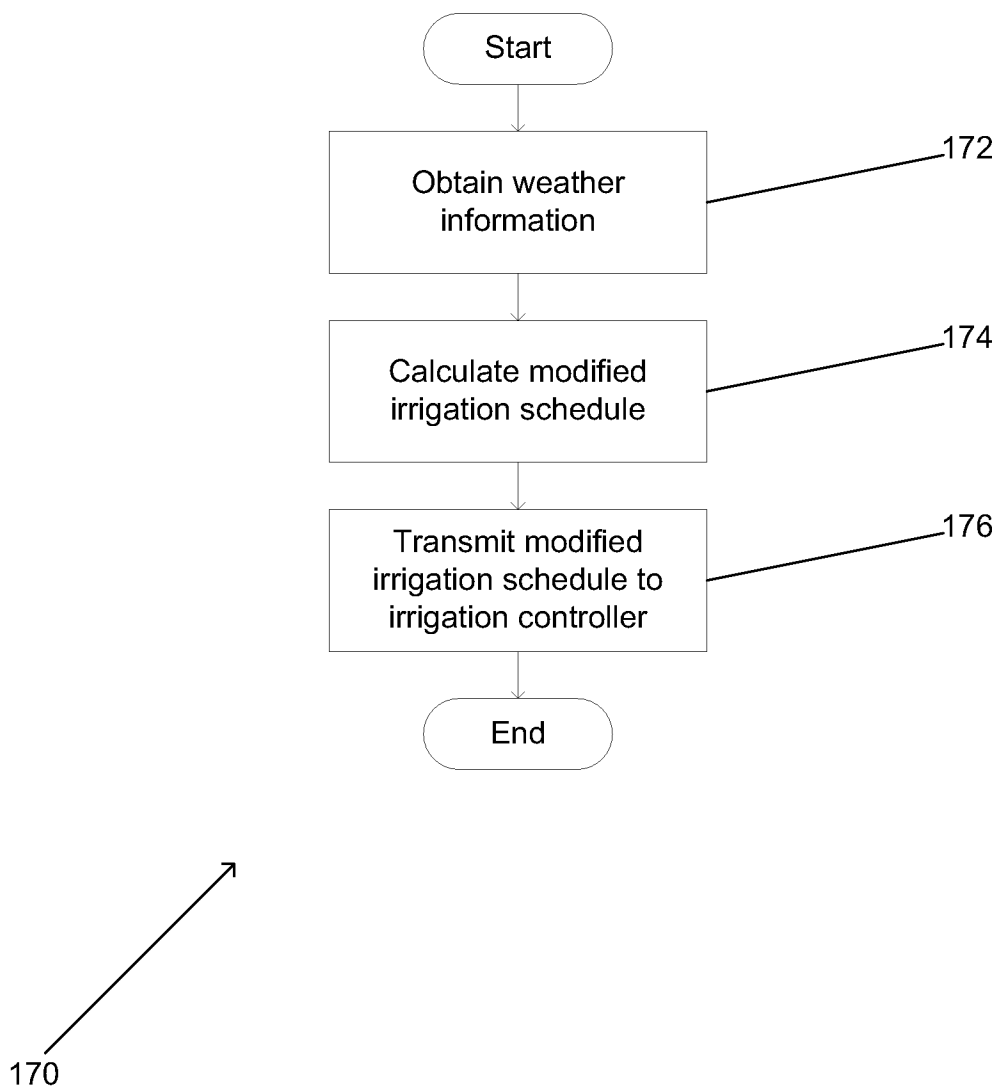 Start
Obtain weather
information
172
Calculate modified
irrigation schedule
174
Transmit modified
irrigation schedule to
irrigation controller
176
End
170